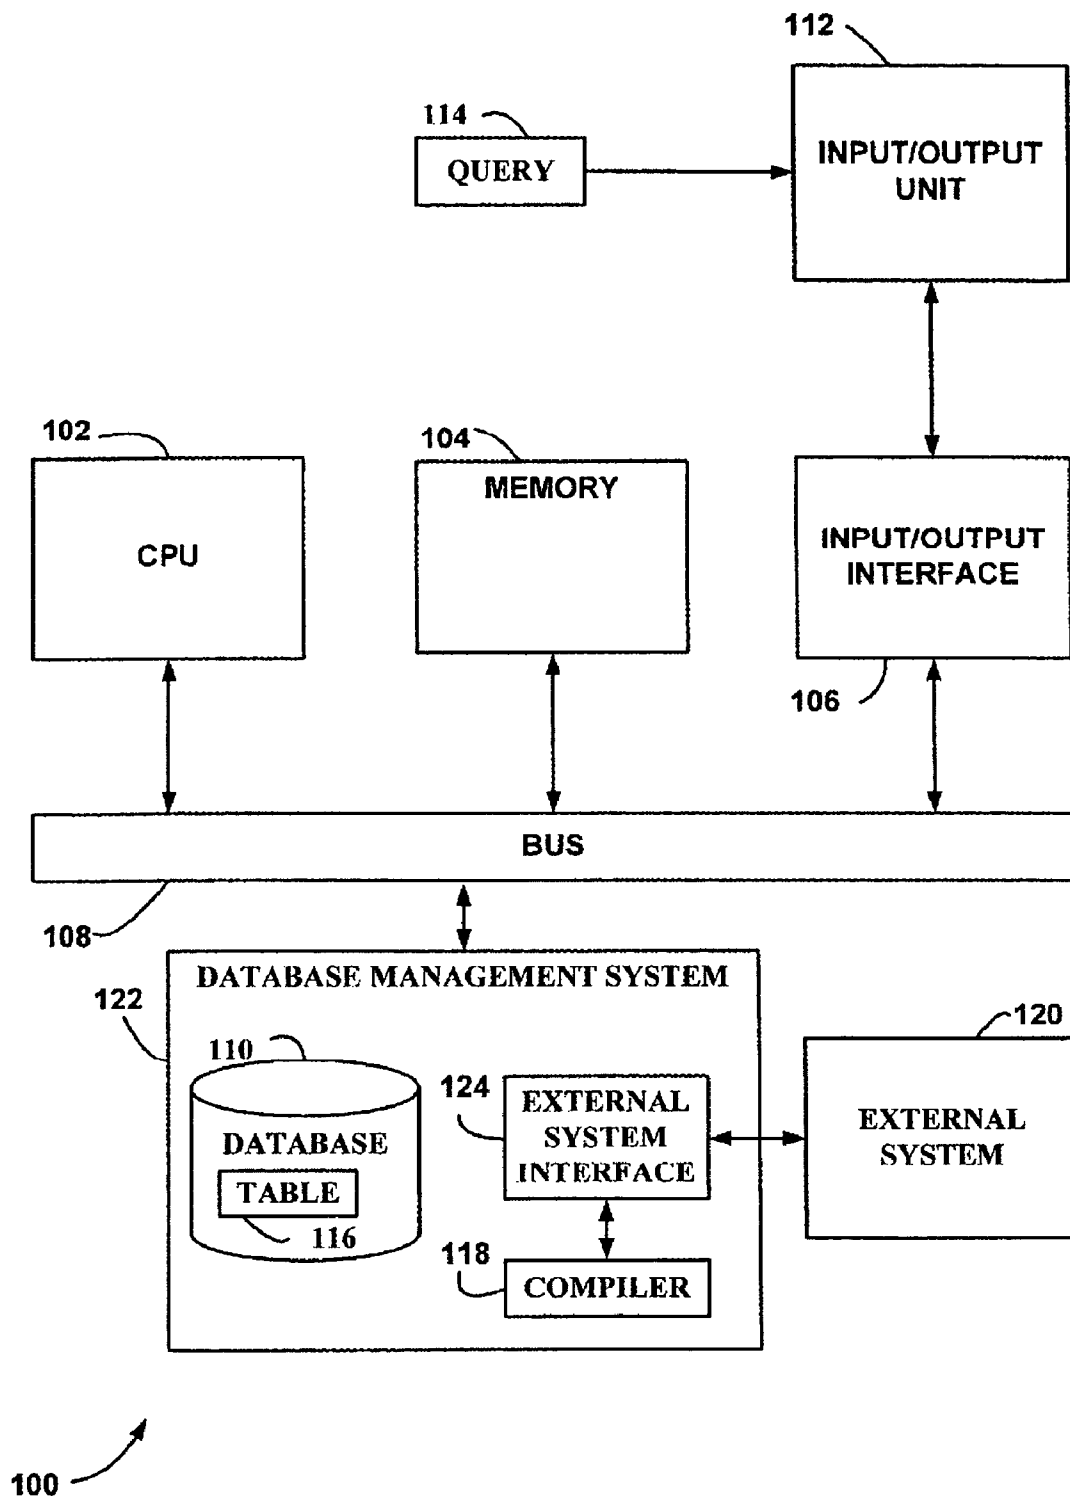 112
114
QUERY
INPUT/OUTPUT
UNIT
102
104
CPU
MEMORY
INPUT/OUTPUT
INTERFACE
106
BUS
108
DATABASE MANAGEMENT SYSTEM
122
110
120
DATABASE
TABLE
116
124
EXTERNAL
SYSTEM
INTERFACE
EXTERNAL
SYSTEM
118
COMPILER
100